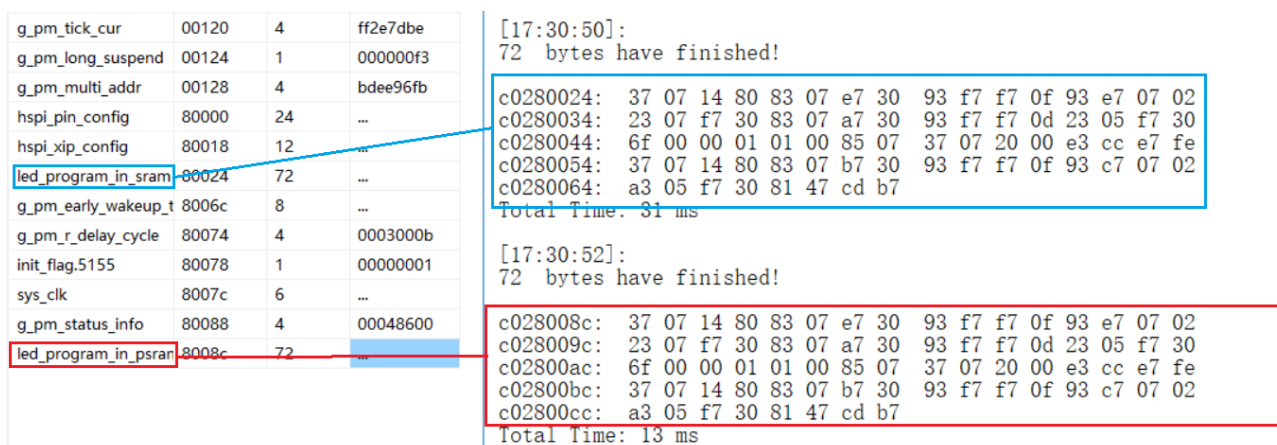 g_pm_tick_cur 00120 4 ff2e7dbe
g_pm_long_suspend 00124 1 000000f3
g_pm_multi_addr 00128 4 bdee96fb
hspi_pin_config 80000 24 ...
hspi_xip_config 80018 12 ...
led_program_in_sram 80024 72 ...
g_pm_early_wakeup_t 8006c 8 ...
g_pm_r_delay_cycle 80074 4 0003000b
init_flag.5155 80078 1 00000001
sys_clk 8007c 6 ...
g_pm_status_info 80088 4 00048600
led_program_in_psran 8008c 72 ...
[17:30:50]:
72 bytes have finished!
c0280024: 37 07 14 80 83 07 e7 30 93 f7 f7 0f 93 e7 07 02
c0280034: 23 07 f7 30 83 07 a7 30 93 f7 f7 0d 23 05 f7 30
c0280044: 6f 00 00 01 01 00 85 07 37 07 20 00 e3 cc e7 fe
c0280054: 37 07 14 80 83 07 b7 30 93 f7 f7 0f 93 c7 07 02
c0280064: a3 05 f7 30 81 47 cd b7
Total Time: 31 ms
[17:30:52]:
72 bytes have finished!
c028008c: 37 07 14 80 83 07 e7 30 93 f7 f7 0f 93 e7 07 02
c028009c: 23 07 f7 30 83 07 a7 30 93 f7 f7 0d 23 05 f7 30
c02800ac: 6f 00 00 01 01 00 85 07 37 07 20 00 e3 cc e7 fe
c02800bc: 37 07 14 80 83 07 b7 30 93 f7 f7 0f 93 c7 07 02
c02800cc: a3 05 f7 30 81 47 cd b7
Total Time: 13 ms